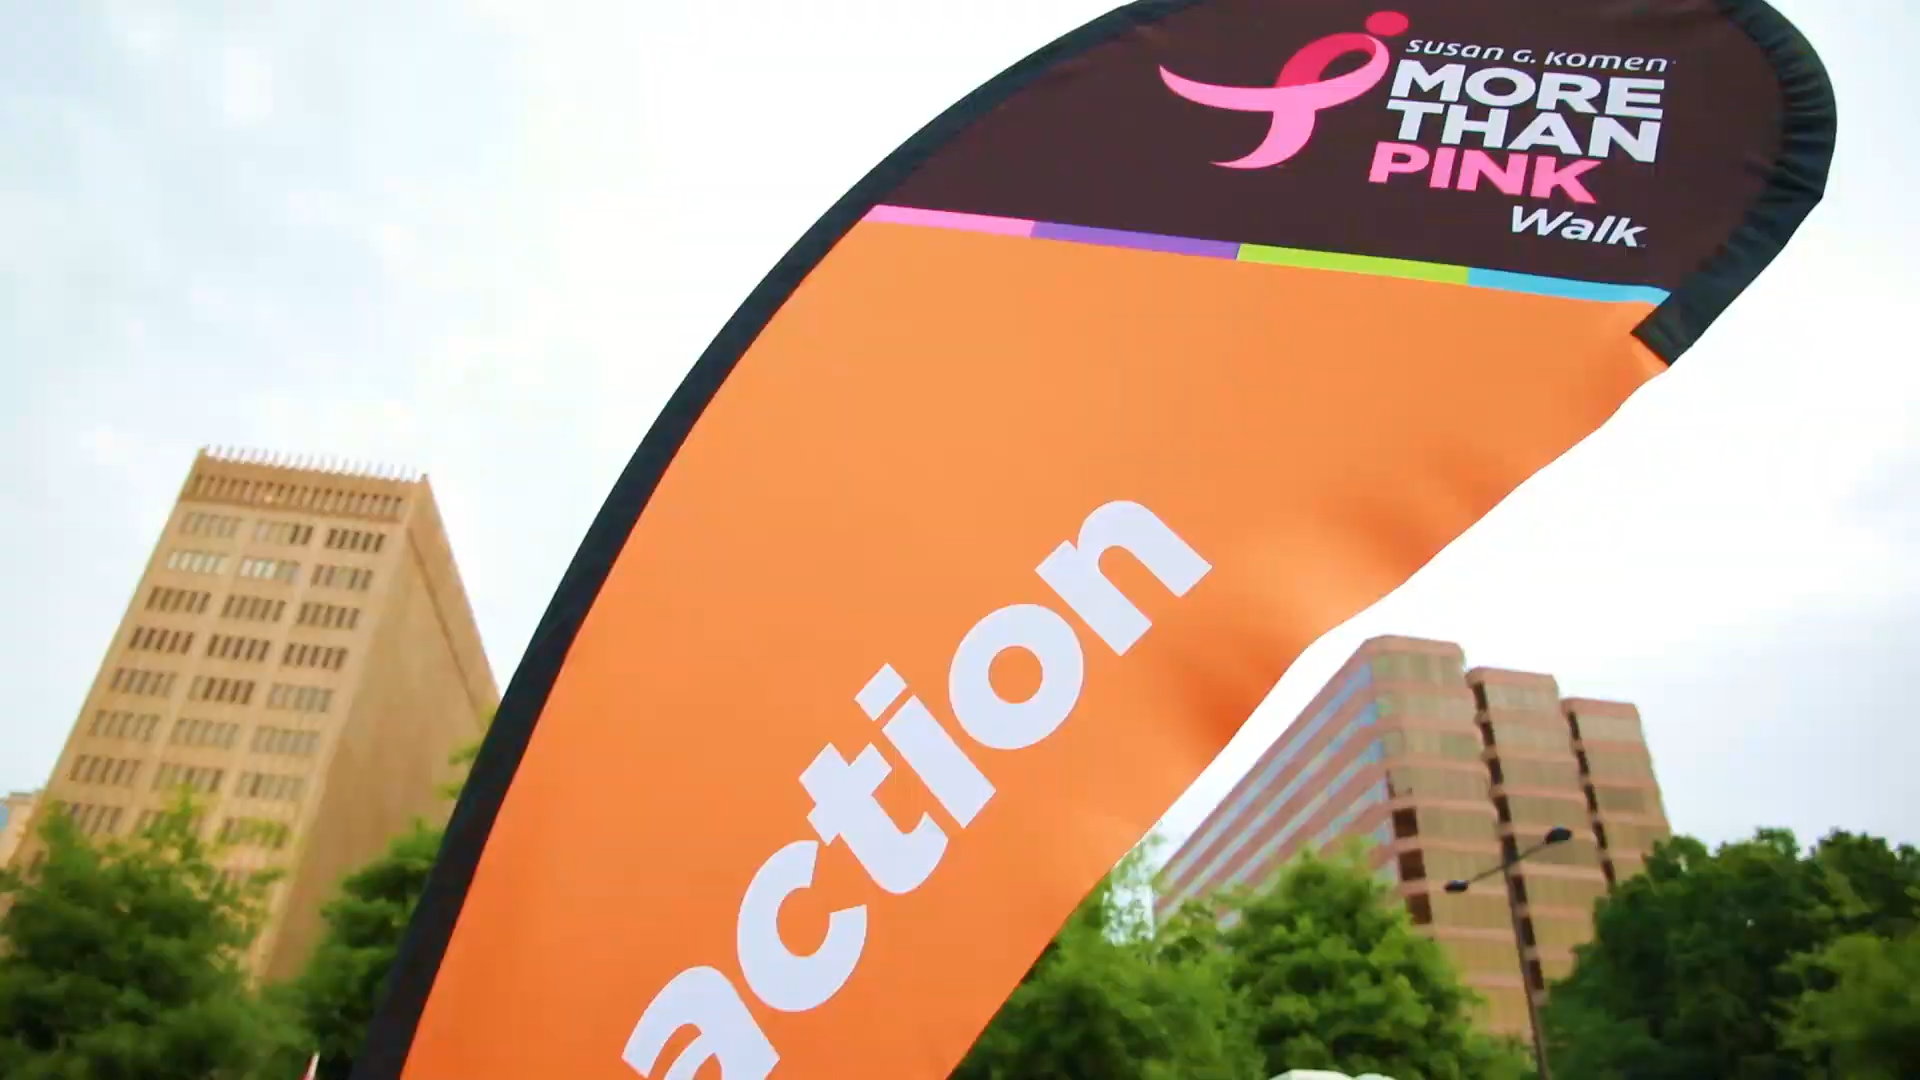 susan g. komen
MORE
THAN
PINK
Walk
action